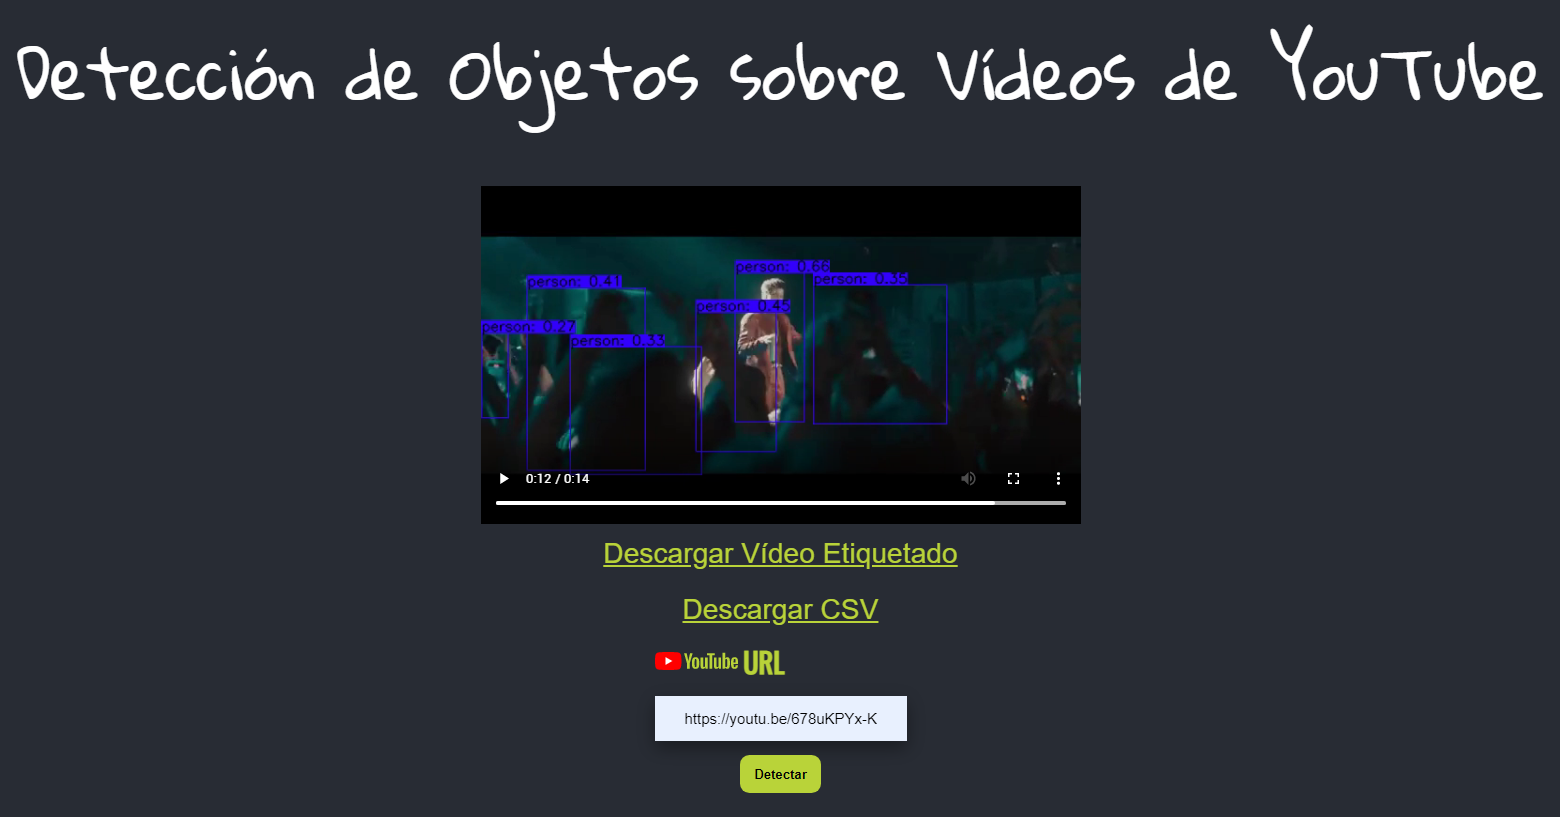 Detección de Objetos sobre Vídeos de YouTube
person: 0.66
person: 0.41
person: 0.35
person: 0.45
person: 0.27
person: 0.33
0:12 / 0:14
Descargar Vídeo Etiquetado
Descargar CSV
YouTube URL
https://youtu.be/678uKPYx-K
Detectar